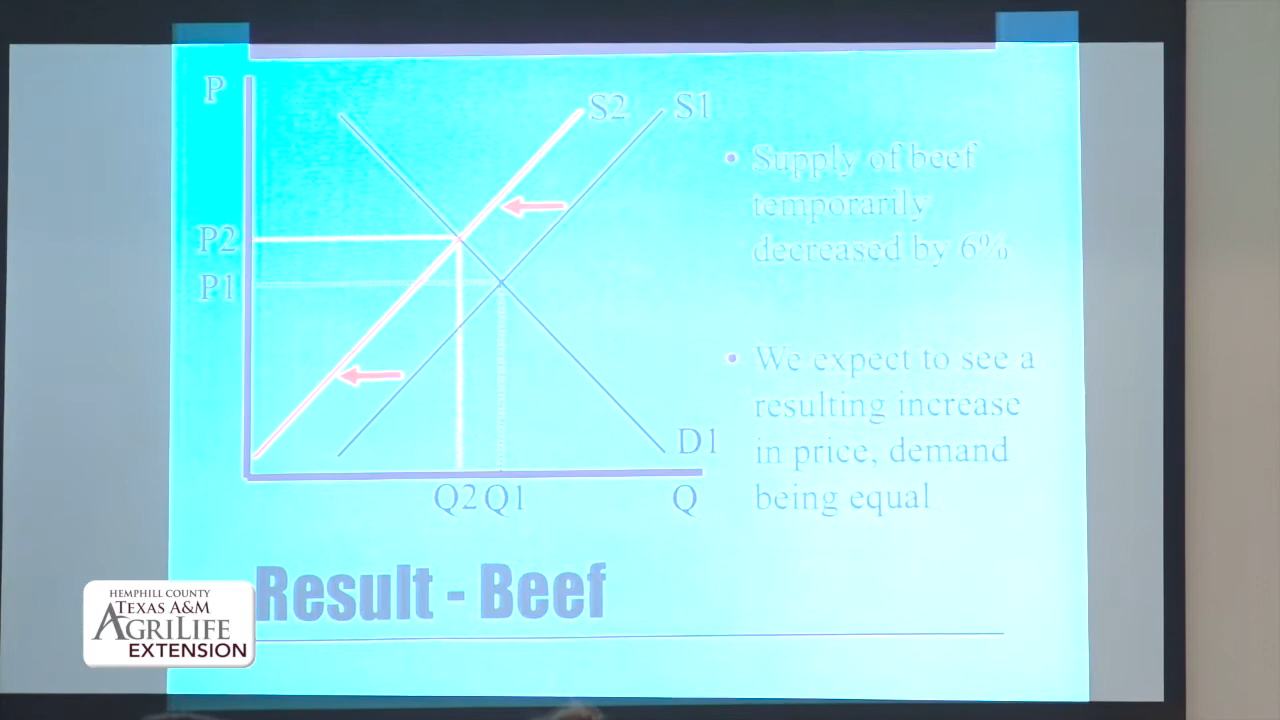 P
S2
S1
P2
P1
D1
Q2
Q1
Q
• Supply of beef
temporarily
decreased by 6%
• We expect to see a
resulting increase
in price, demand
being equal
Result - Beef
HEMPHILL COUNTY
TEXAS A&M
AGRILIFE
EXTENSION